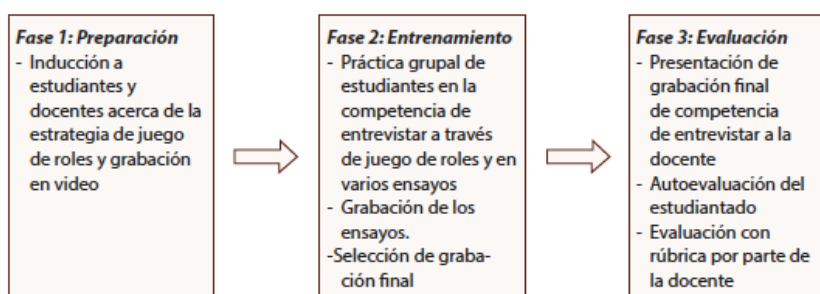 Fase 1: Preparación
- Inducción a
estudiantes y
docentes acerca de la
estrategia de juego
de roles y grabación
en video
Fase 2: Entrenamiento
- Práctica grupal de
estudiantes en la
competencia de
entrevistar a través
de juego de roles y en
varios ensayos
- Grabación de los
ensayos.
-Selección de graba-
ción final
Fase 3: Evaluación
- Presentación de
grabación final
de competencia
de entrevistar a la
docente
- Autoevaluación del
estudiantado
- Evaluación con
rúbrica por parte de
la docente